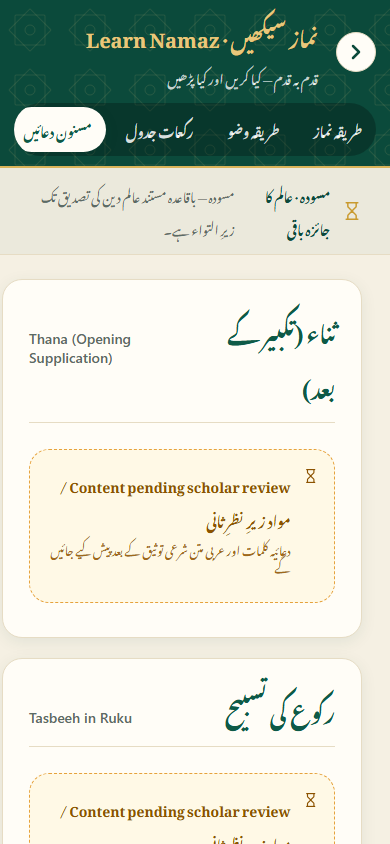 نماز سیکھیں · Learn Namaz
قدم بہ قدم — کیا کریں اور کیا پڑھیں
طریقہ نماز
طریقہ وضو
رکعات جدول
مسنون دعائیں
مسودہ · عالم کا
جائزہ باقی
مسودہ — باقاعدہ مستند عالم دین کی تصدیق تک
زیر التواء ہے۔
ثناء (تکبیر کے
بعد)
Thana (Opening
Supplication)
Content pending scholar review /
مواد زیرِ نظرِ ثانی
دعائیہ کلمات اور عربی متن شرعی توثیق کے بعد پیش کیے جائیں
گے
رکوع کی تسبیح
Tasbeeh in Ruku
Content pending scholar review /